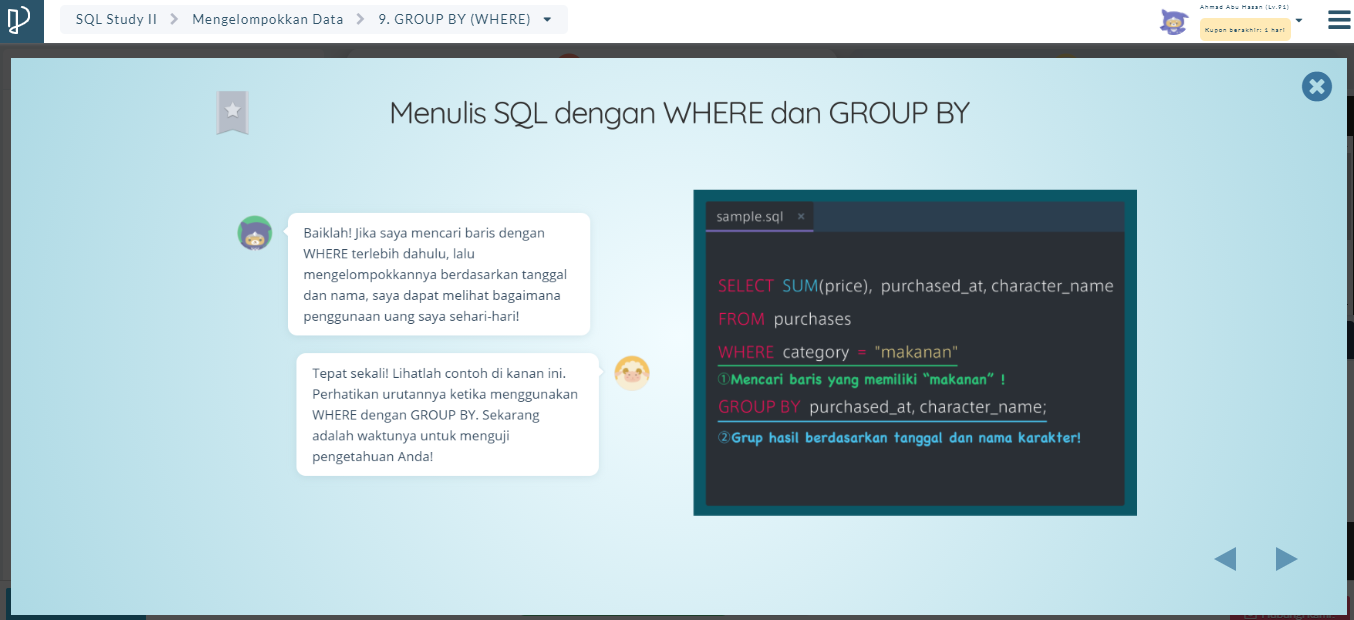 SQL Study II
Mengelompokkan Data
9. GROUP BY (WHERE)
Ahmad Abu Hasan (Lv.91)
Kupon berakhir: 1 hari
Menulis SQL dengan WHERE dan GROUP BY
Baiklah! Jika saya mencari baris dengan
WHERE terlebih dahulu, lalu
mengelompokkannya berdasarkan tanggal
dan nama, saya dapat melihat bagaimana
penggunaan uang saya sehari-hari!
Tepat sekali! Lihatlah contoh di kanan ini.
Perhatikan urutannya ketika menggunakan
WHERE dengan GROUP BY. Sekarang
adalah waktunya untuk menguji
pengetahuan Anda!
sample.sql ×
SELECT SUM(price), purchased_at, character_name
FROM purchases
WHERE category = "makanan"
①Mencari baris yang memiliki “makanan” !
GROUP BY purchased_at, character_name;
②Grup hasil berdasarkan tanggal dan nama karakter!